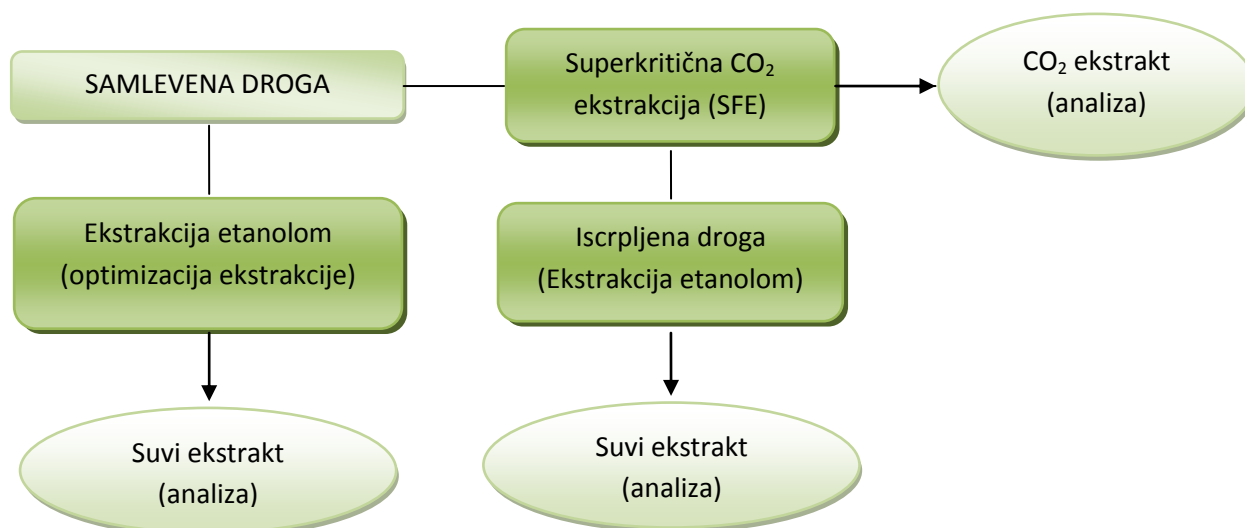 SAMLEVENA DROGA
Superkritična CO₂
ekstrakcija (SFE)
CO₂ ekstrakt
(analiza)
Ekstrakcija etanolom
(optimizacija ekstrakcije)
Iscrpljena droga
(Ekstrakcija etanolom)
Suvi ekstrakt
(analiza)
Suvi ekstrakt
(analiza)